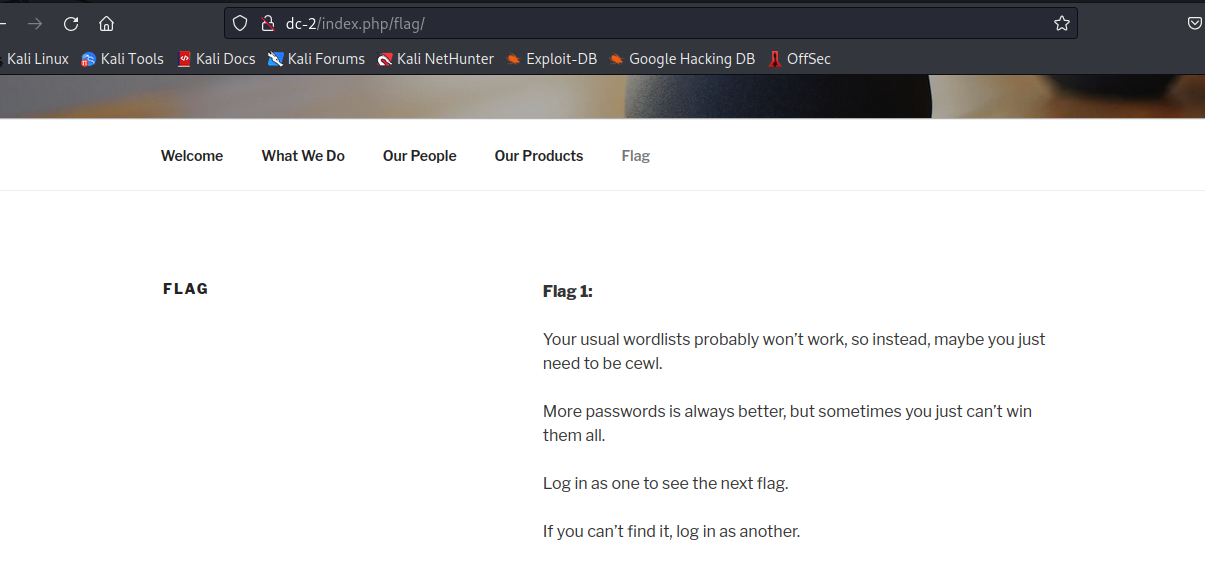 dc-2/index.php/flag/
Kali Linux Kali Tools Kali Docs Kali Forums Kali NetHunter Exploit-DB Google Hacking DB OffSec
Welcome What We Do Our People Our Products Flag
FLAG
Flag 1:
Your usual wordlists probably won’t work, so instead, maybe you just
need to be cewl.
More passwords is always better, but sometimes you just can’t win
them all.
Log in as one to see the next flag.
If you can’t find it, log in as another.